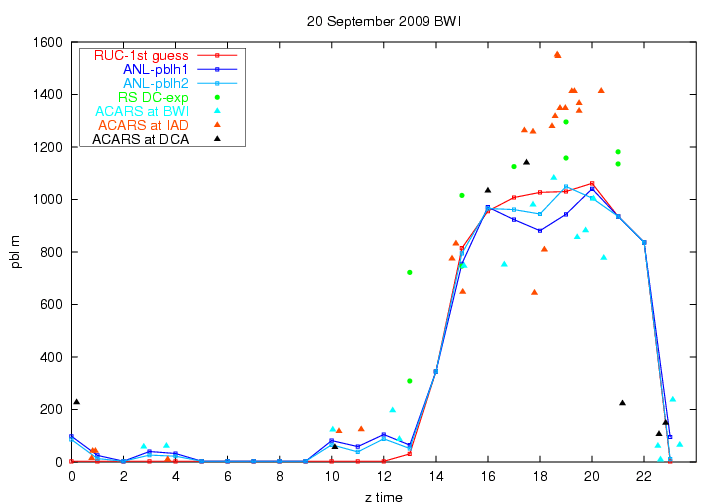 20 September 2009 BWI
1600
1400
1200
1000
800
600
400
200
0
pbl m
RUC-1st guess
ANL-pblh1
ANL-pblh2
RS DC-exp
ACARS at BWI
ACARS at IAD
ACARS at DCA
0 2 4 6 8 10 12 14 16 18 20 22
z time